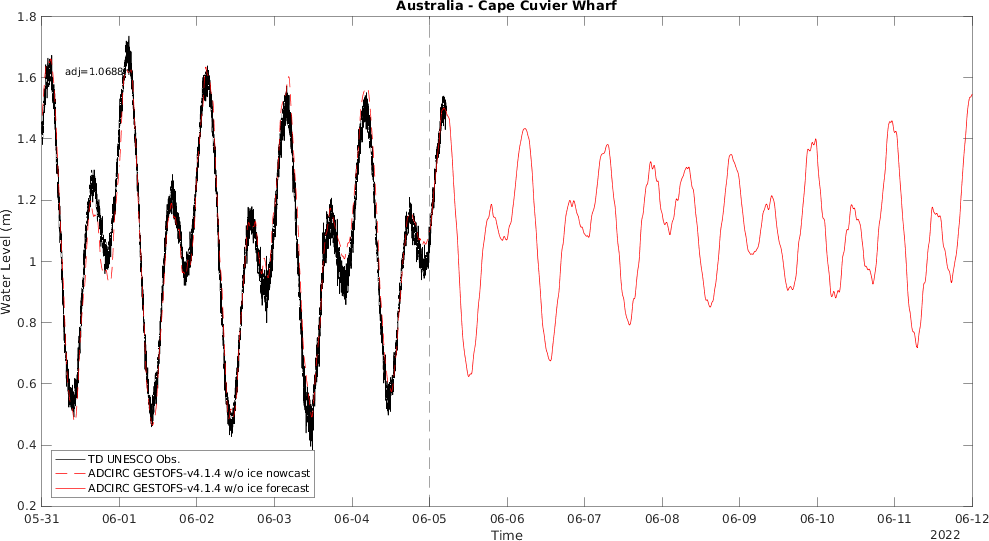 Australia - Cape Cuvier Wharf
1.8
1.6
1.4
1.2
1
0.8
0.6
0.4
0.2
Water Level (m)
adj=1.0688
TD UNESCO Obs.
ADCIRC GESTOFS-v4.1.4 w/o ice nowcast
ADCIRC GESTOFS-v4.1.4 w/o ice forecast
05-31 06-01 06-02 06-03 06-04 06-05 06-06 06-07 06-08 06-09 06-10 06-11 06-12
Time
2022